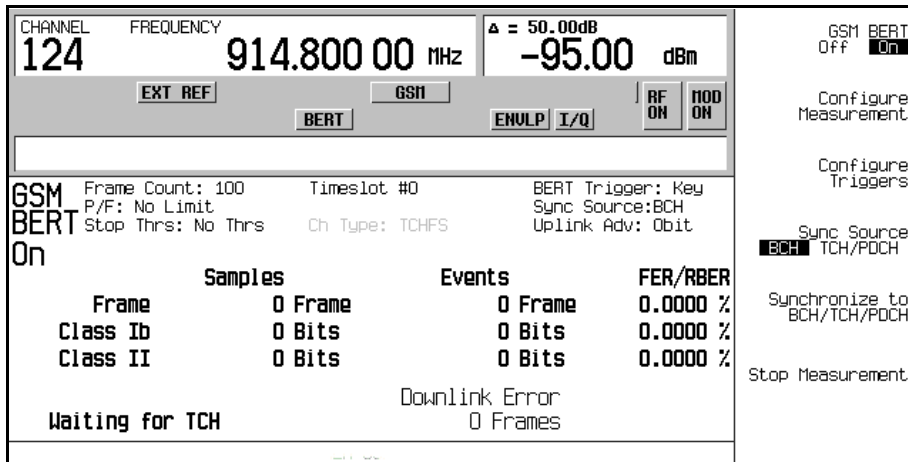 CHANNEL FREQUENCY Δ = 50.00dB
124 914.800 00 MHz -95.00 dBm
EXT REF GSM RF ON MOD ON
BERT ENVLP I/Q
GSM BERT On
Frame Count: 100 Timeslot #0 BERT Trigger: Key
P/F: No Limit Sync Source:BCH
Stop Thrs: No Thrs Ch Type: TCHFS Uplink Adv: 0bit
Samples Events FER/RBER
Frame 0 Frame 0 Frame 0.0000 %
Class Ib 0 Bits 0 Bits 0.0000 %
Class II 0 Bits 0 Bits 0.0000 %
Downlink Error
Waiting for TCH 0 Frames
GSM BERT
Off On
Configure
Measurement
Configure
Triggers
Sync Source
BCH TCH/PDCH
Synchronize to
BCH/TCH/PDCH
Stop Measurement